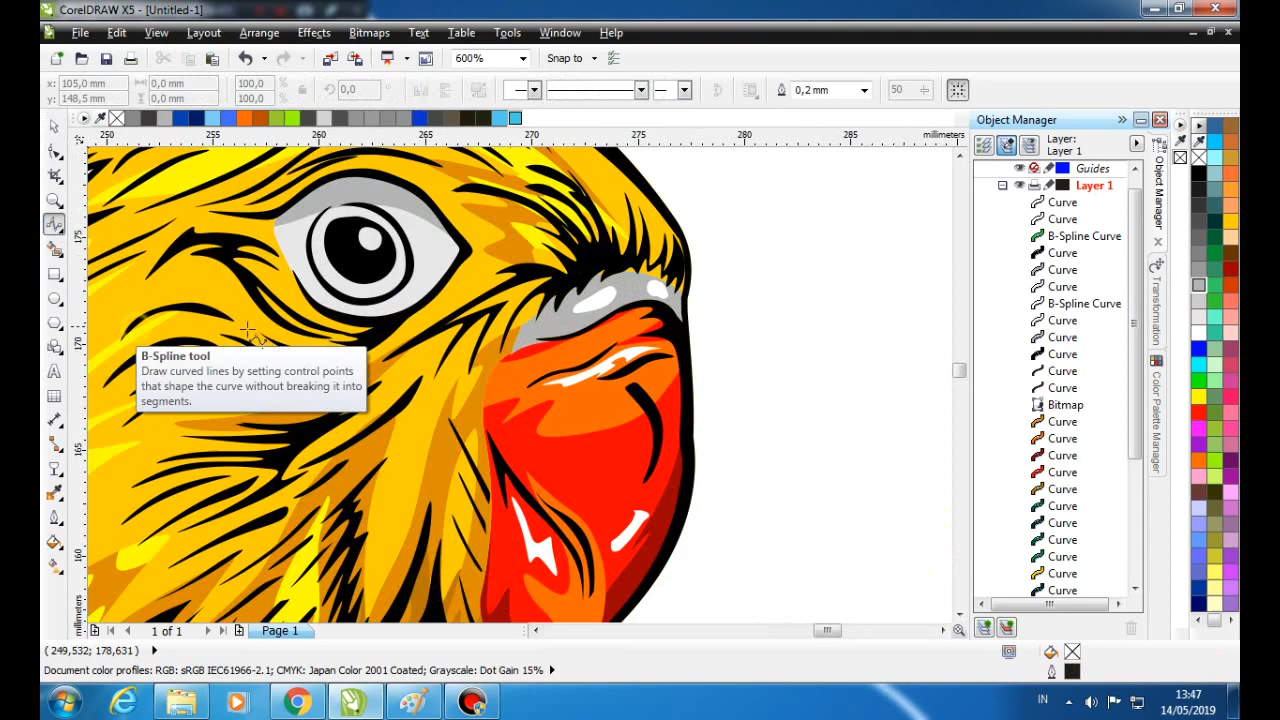 CorelDRAW X5 - [Untitled-1]
File Edit View Layout Arrange Effects Bitmaps Text Table Tools Window Help
600% Snap to
x: 105,0 mm 0,0 mm 100,0 % 0,0 0,2 mm 50
y: 148,5 mm 0,0 mm 100,0 %
250 255 260 265 270 275 280 285 millimeters
175
170
165
160
millimeters
B-Spline tool
Draw curved lines by setting control points
that shape the curve without breaking it into
segments.
Object Manager
Layer:
Layer 1
Guides
Layer 1
Curve
Curve
B-Spline Curve
Curve
Curve
Curve
B-Spline Curve
Curve
Curve
Curve
Curve
Curve
Bitmap
Curve
Curve
Curve
Curve
Curve
Curve
Curve
Curve
Curve
Curve
Curve
Object Manager
Transformation
Color Palette Manager
1 of 1 Page 1
( 249,532; 178,631 )
Document color profiles: RGB: sRGB IEC61966-2.1; CMYK: Japan Color 2001 Coated; Grayscale: Dot Gain 15%
IN
13:47
14/05/2019